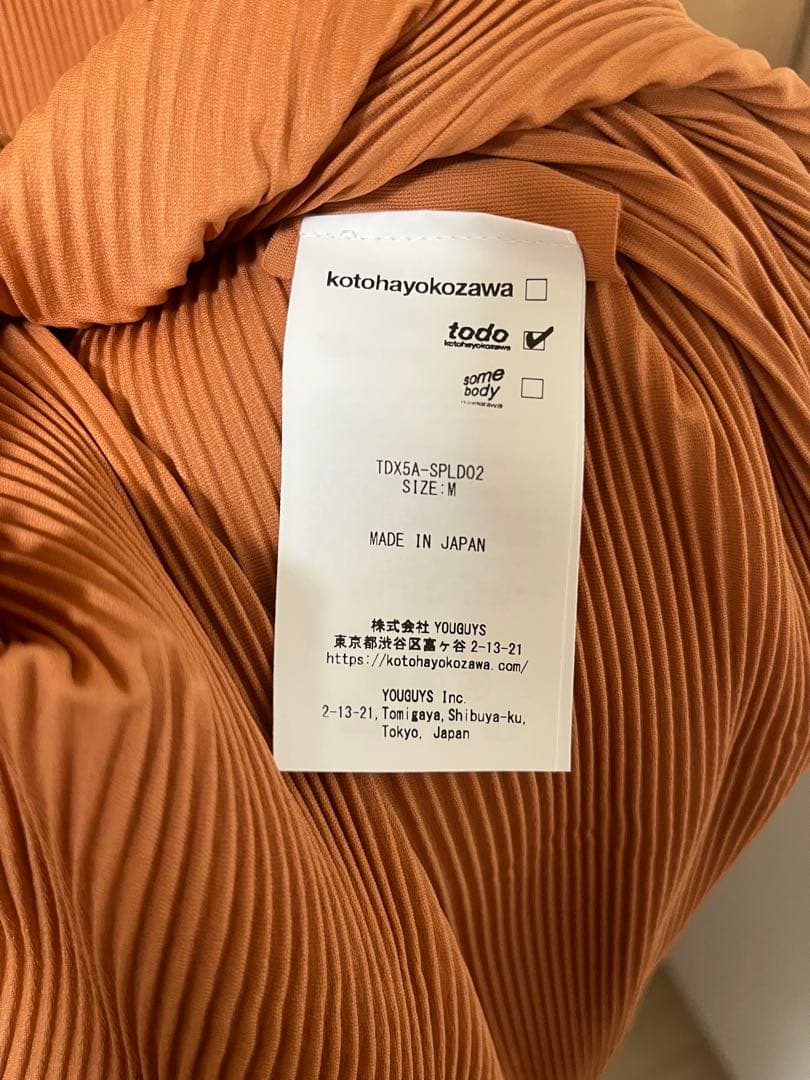 kotohayokozawa
todo
kotohayokozawa
some
body
TDX5A-SPLD02
SIZE:M
MADE IN JAPAN
株式会社 YOUGUYS
東京都渋谷区富ヶ谷 2-13-21
https://kotohayokozawa.com/
YOUGUYS Inc.
2-13-21, Tomigaya, Shibuya-ku,
Tokyo, Japan